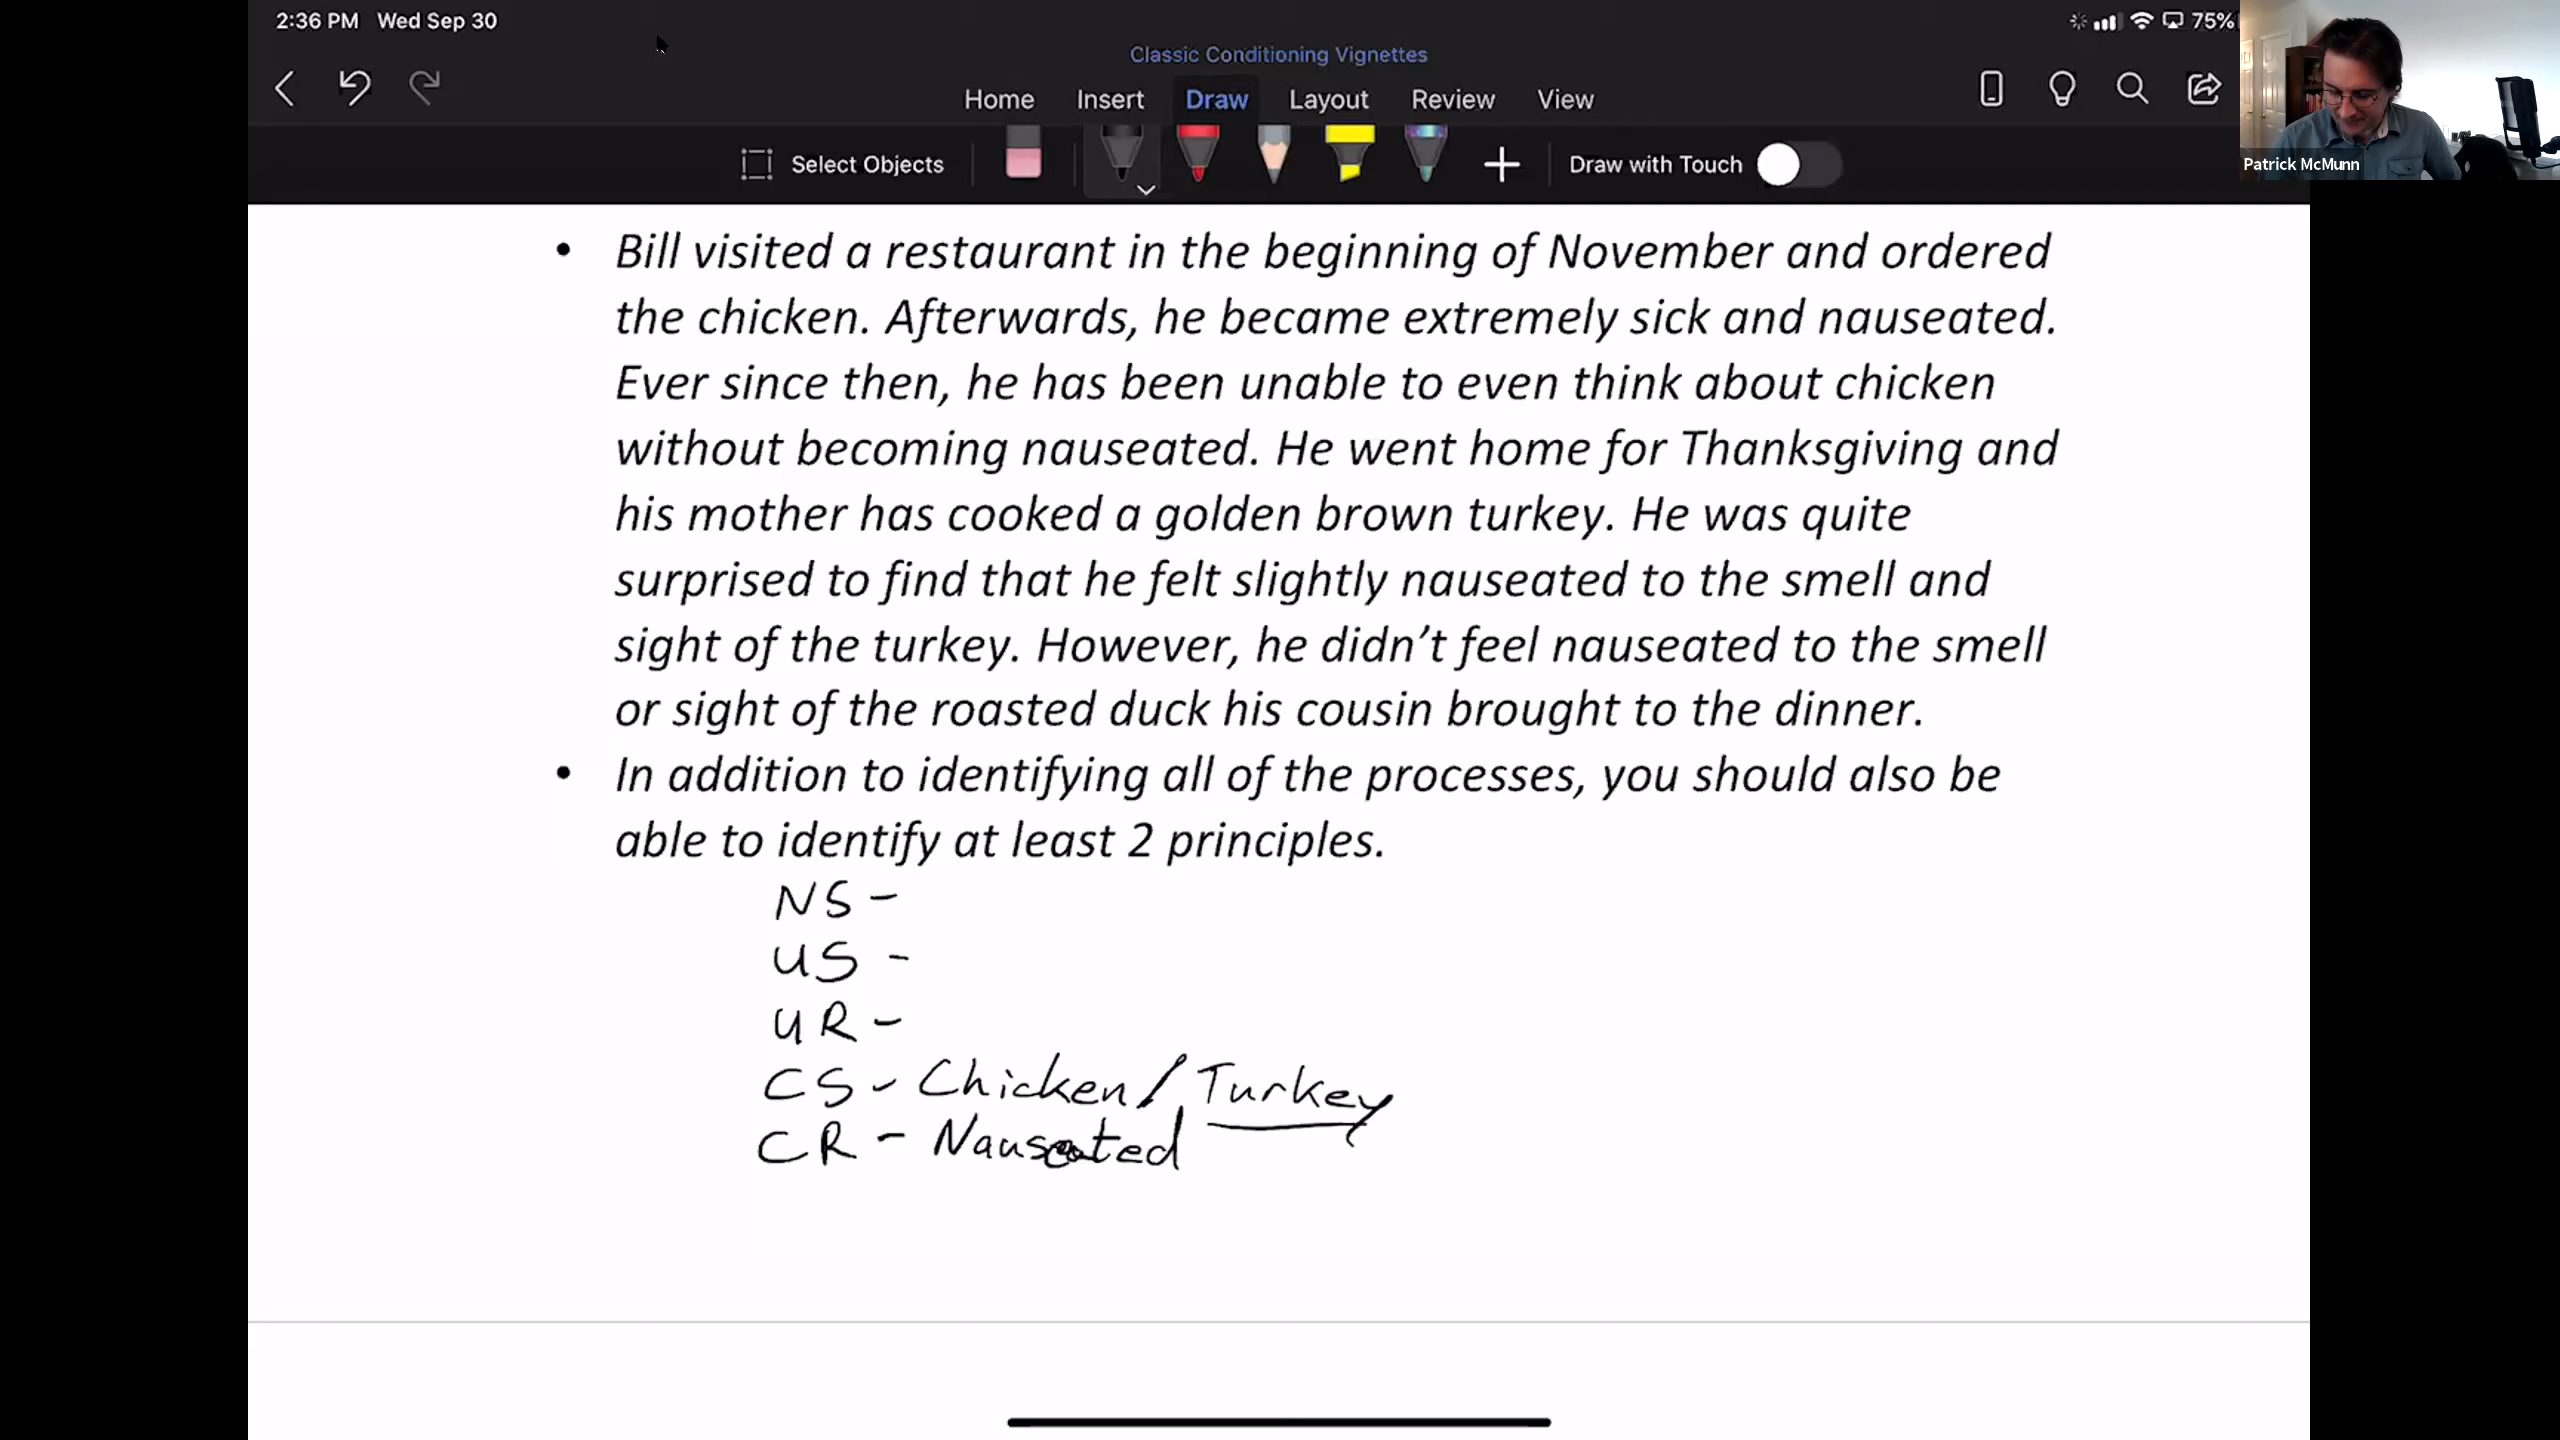 2:36 PM Wed Sep 30
75%
Classic Conditioning Vignettes
Home Insert Draw Layout Review View
Select Objects
Draw with Touch
Patrick McMunn
• Bill visited a restaurant in the beginning of November and ordered
the chicken. Afterwards, he became extremely sick and nauseated.
Ever since then, he has been unable to even think about chicken
without becoming nauseated. He went home for Thanksgiving and
his mother has cooked a golden brown turkey. He was quite
surprised to find that he felt slightly nauseated to the smell and
sight of the turkey. However, he didn't feel nauseated to the smell
or sight of the roasted duck his cousin brought to the dinner.
• In addition to identifying all of the processes, you should also be
able to identify at least 2 principles.
NS -
US -
UR -
CS - Chicken / Turkey
CR - Nauseated